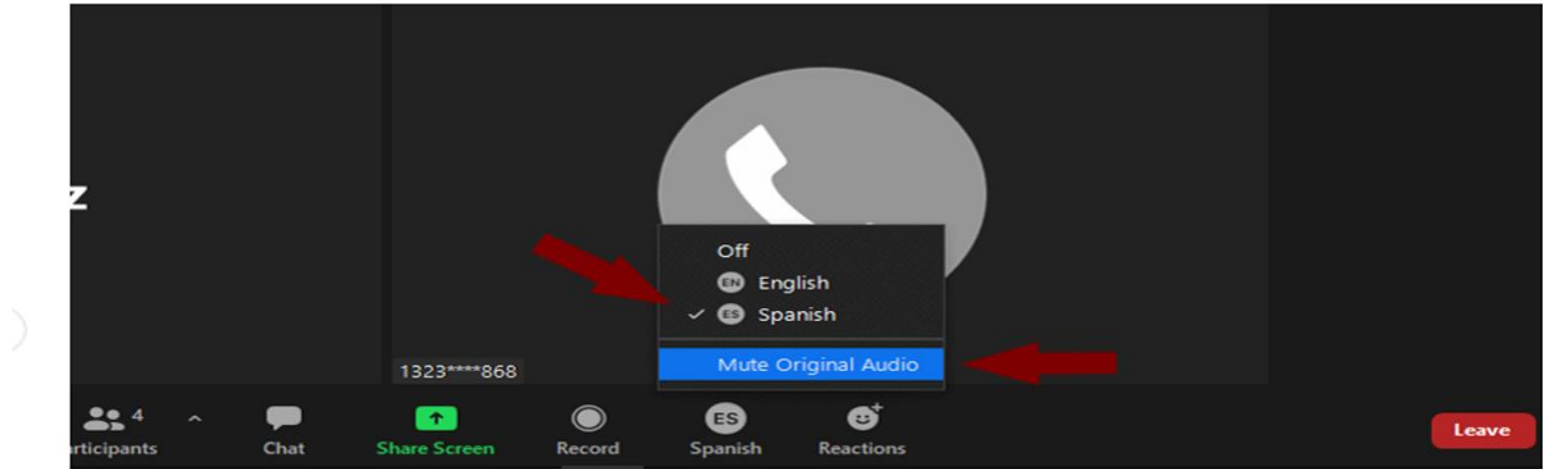 z
Off
EN English
ES Spanish
Mute Original Audio
1323****868
4
articipants
Chat
Share Screen
Record
ES
Spanish
Reactions
Leave